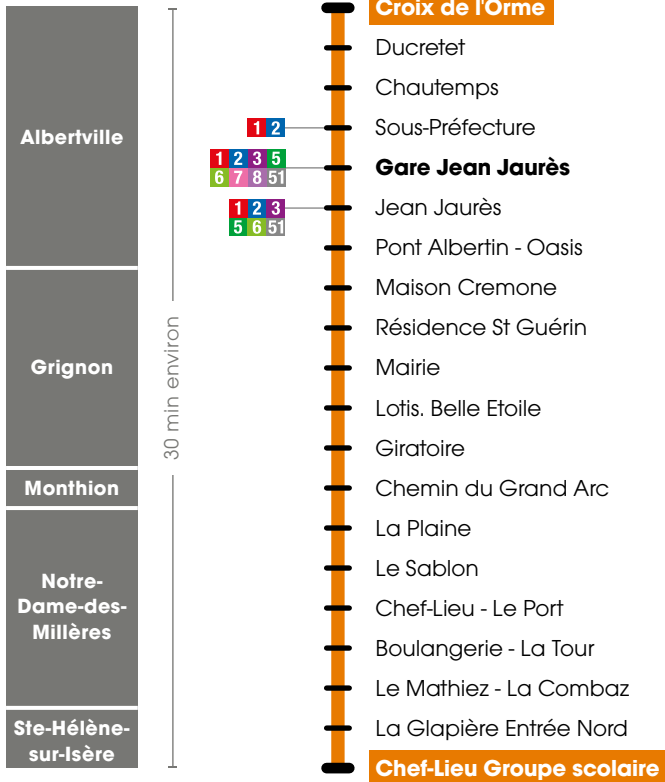 Croix de l'Orme
Albertville
Ducretet
Chautemps
1 2 Sous-Préfecture
1 2 3 5
6 7 8 51
Gare Jean Jaurès
1 2 3
5 6 51
Jean Jaurès
Pont Albertin - Oasis
Grignon
Maison Cremone
Résidence St Guérin
Mairie
Lotis. Belle Etoile
Giratoire
30 min environ
Monthion
Chemin du Grand Arc
Notre-
Dame-des-
Millères
La Plaine
Le Sablon
Chef-Lieu - Le Port
Boulangerie - La Tour
Le Mathiez - La Combaz
Ste-Hélène-
sur-Isère
La Glapière Entrée Nord
Chef-Lieu Groupe scolaire